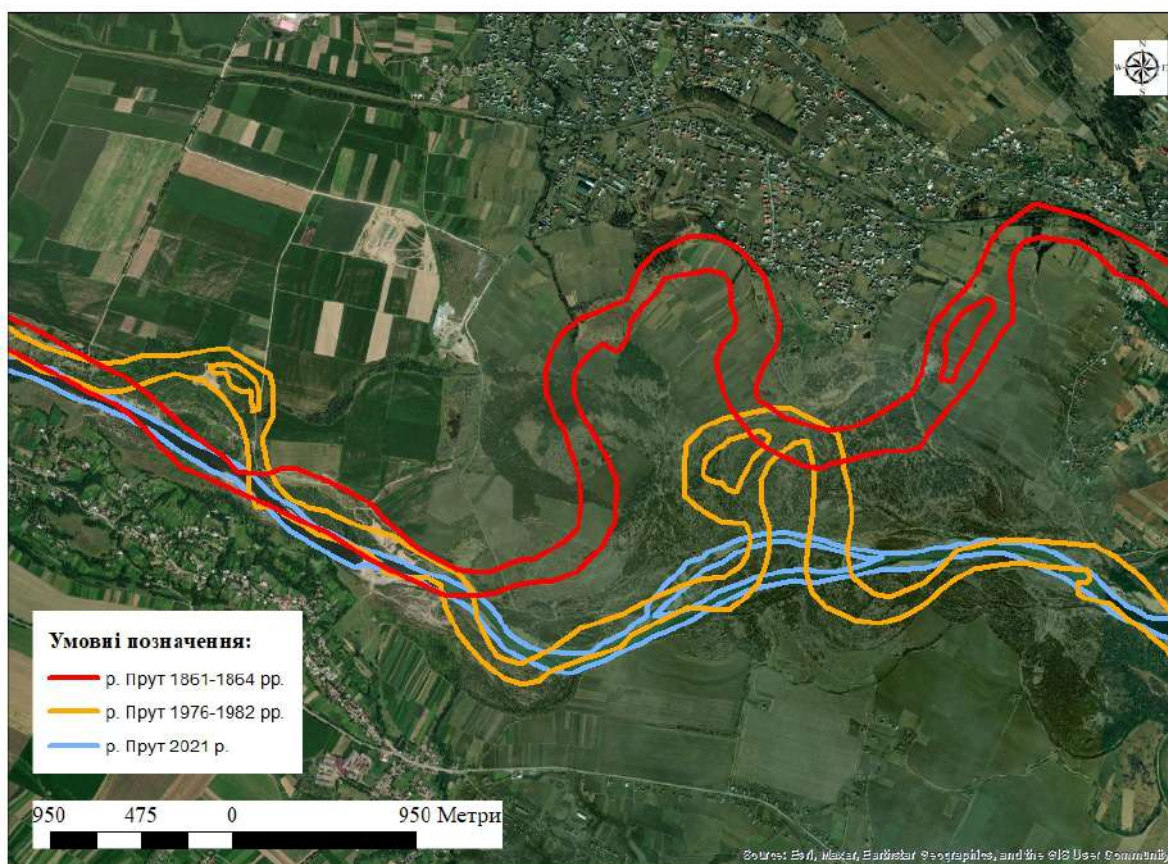 N
W E
S
Умовні позначення:
р. Прут 1861-1864 рр.
р. Прут 1976-1982 рр.
р. Прут 2021 р.
950 475 0 950 Метри
Source: Esri, Maxar, Earthstar Geographics, and the GIS User Community